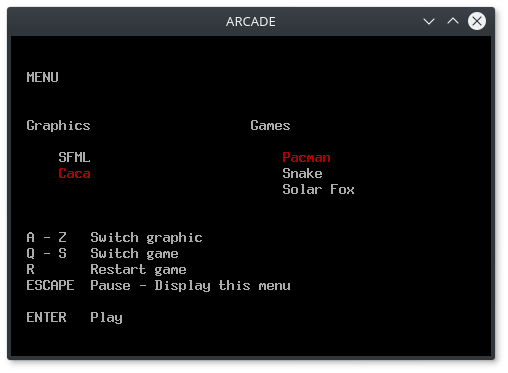 ARCADE
MENU
Graphics Games
SFML Pacman
Caca Snake
Solar Fox
A - Z Switch graphic
Q - S Switch game
R Restart game
ESCAPE Pause - Display this menu
ENTER Play